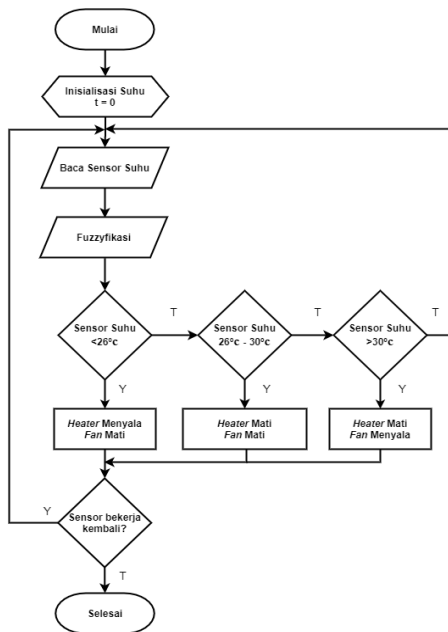 Mulai
Inisialisasi Suhu
t = 0
Baca Sensor Suhu
Fuzzyfikasi
Sensor Suhu
<26°c
T
Sensor Suhu
26°c - 30°c
T
Sensor Suhu
>30°c
T
Y
Y
Y
Heater Menyala
Fan Mati
Heater Mati
Fan Mati
Heater Mati
Fan Menyala
Sensor bekerja
kembali?
Y
T
Selesai